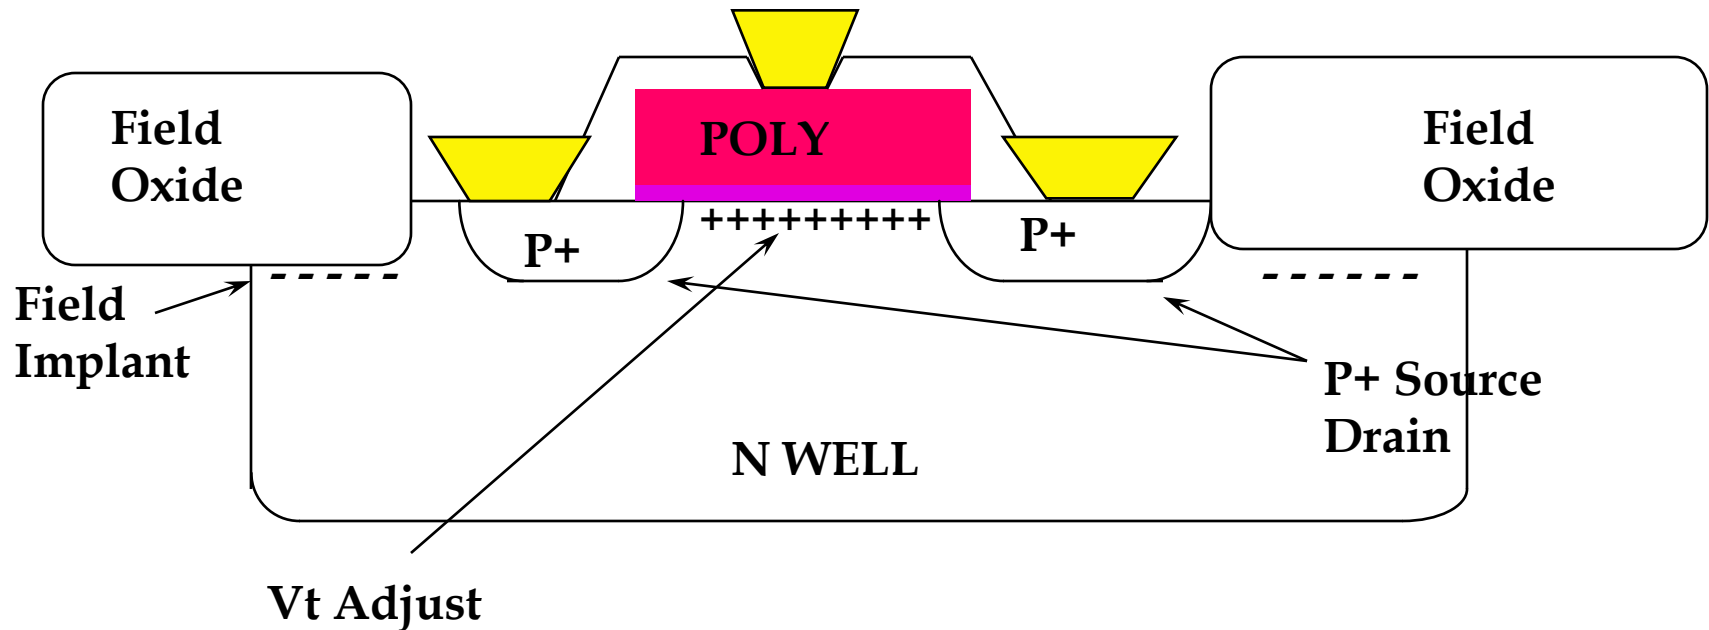 Field
Oxide
POLY
Field
Oxide
+++++++++
P+
P+
- - - - -
- - - - - -
Field
Implant
P+ Source
Drain
N WELL
Vt Adjust